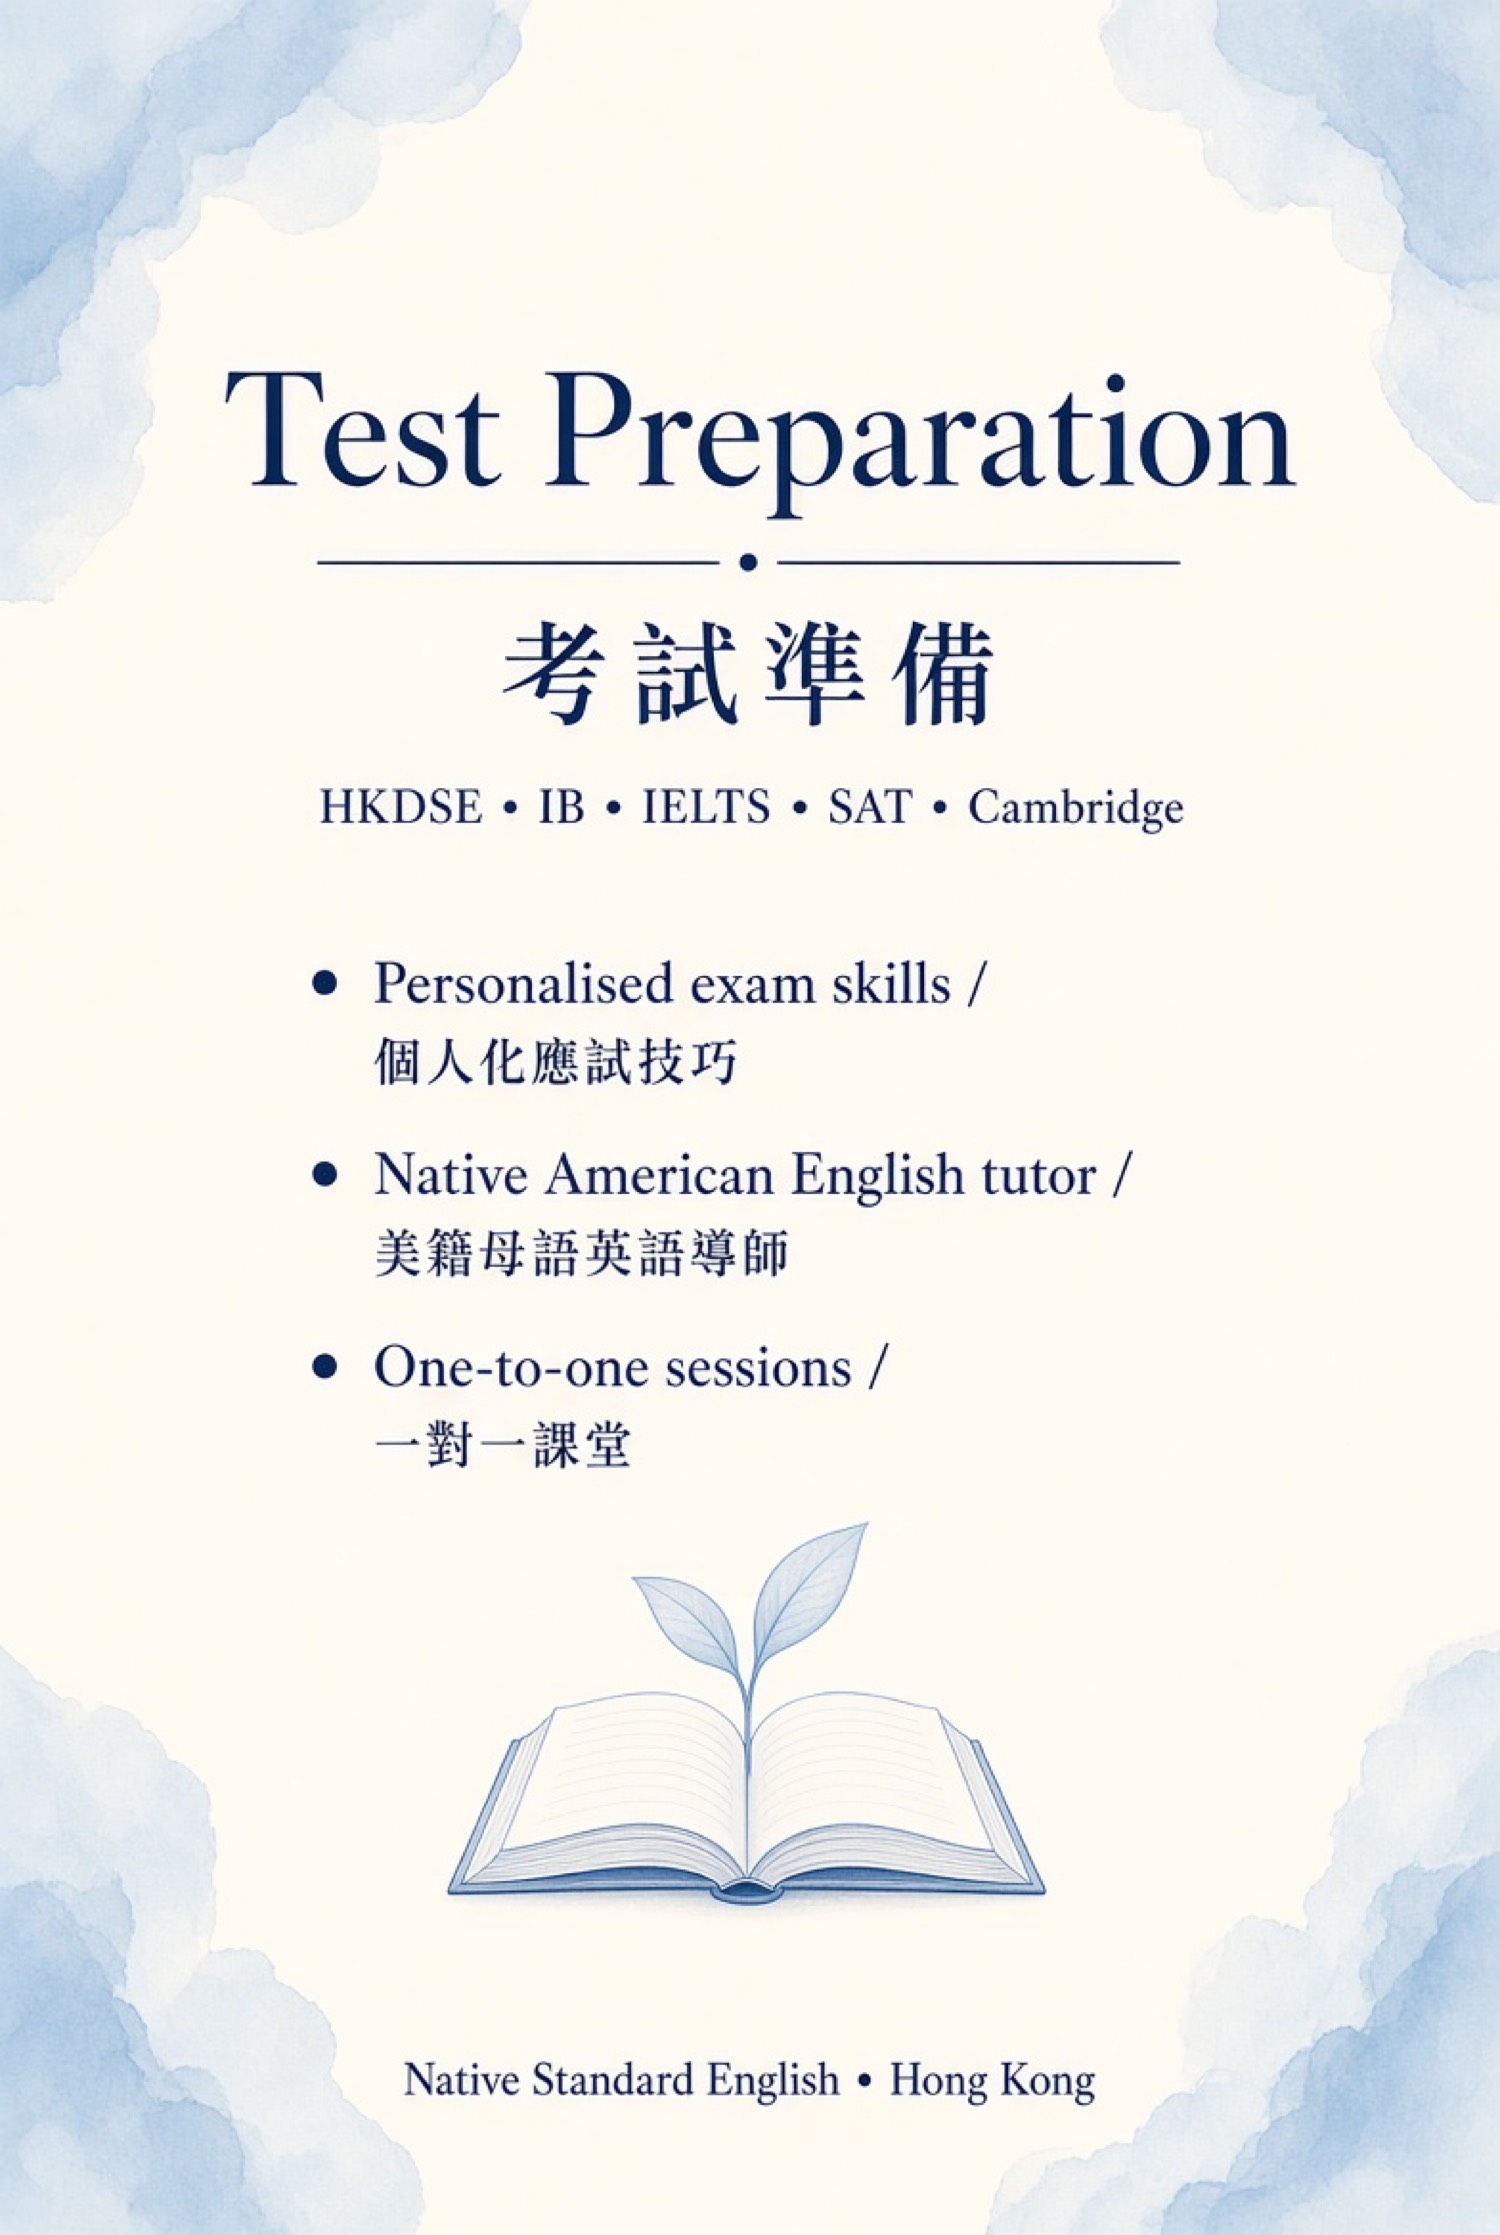 Test Preparation
考試準備
HKDSE • IB • IELTS • SAT • Cambridge
• Personalised exam skills /
個人化應試技巧
• Native American English tutor /
美籍母語英語導師
• One-to-one sessions /
一對一課堂
Native Standard English • Hong Kong